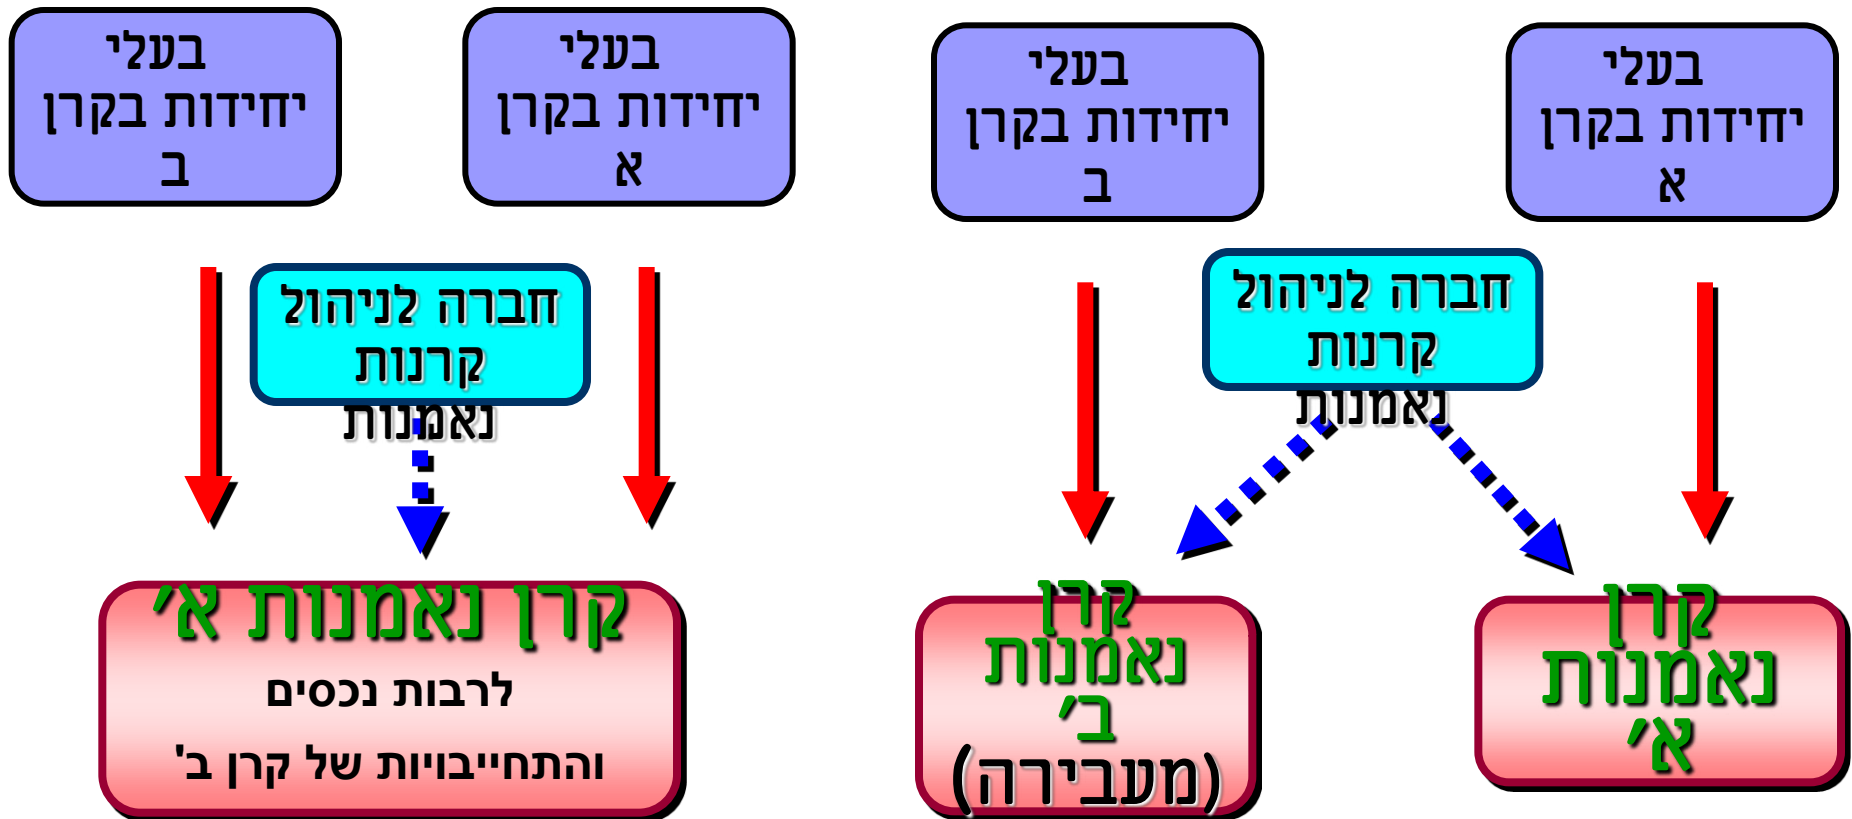 בעלי
יחידות בקרן
א
בעלי
יחידות בקרן
ב
חברה לניהול
קרנות
נאמנות
קרן
נאמנות
א׳
קרן
נאמנות
ב׳
(מעבירה)
בעלי
יחידות בקרן
א
בעלי
יחידות בקרן
ב
חברה לניהול
קרנות
נאמנות
קרן נאמנות א׳
לרבות נכסים
והתחייבויות של קרן ב'